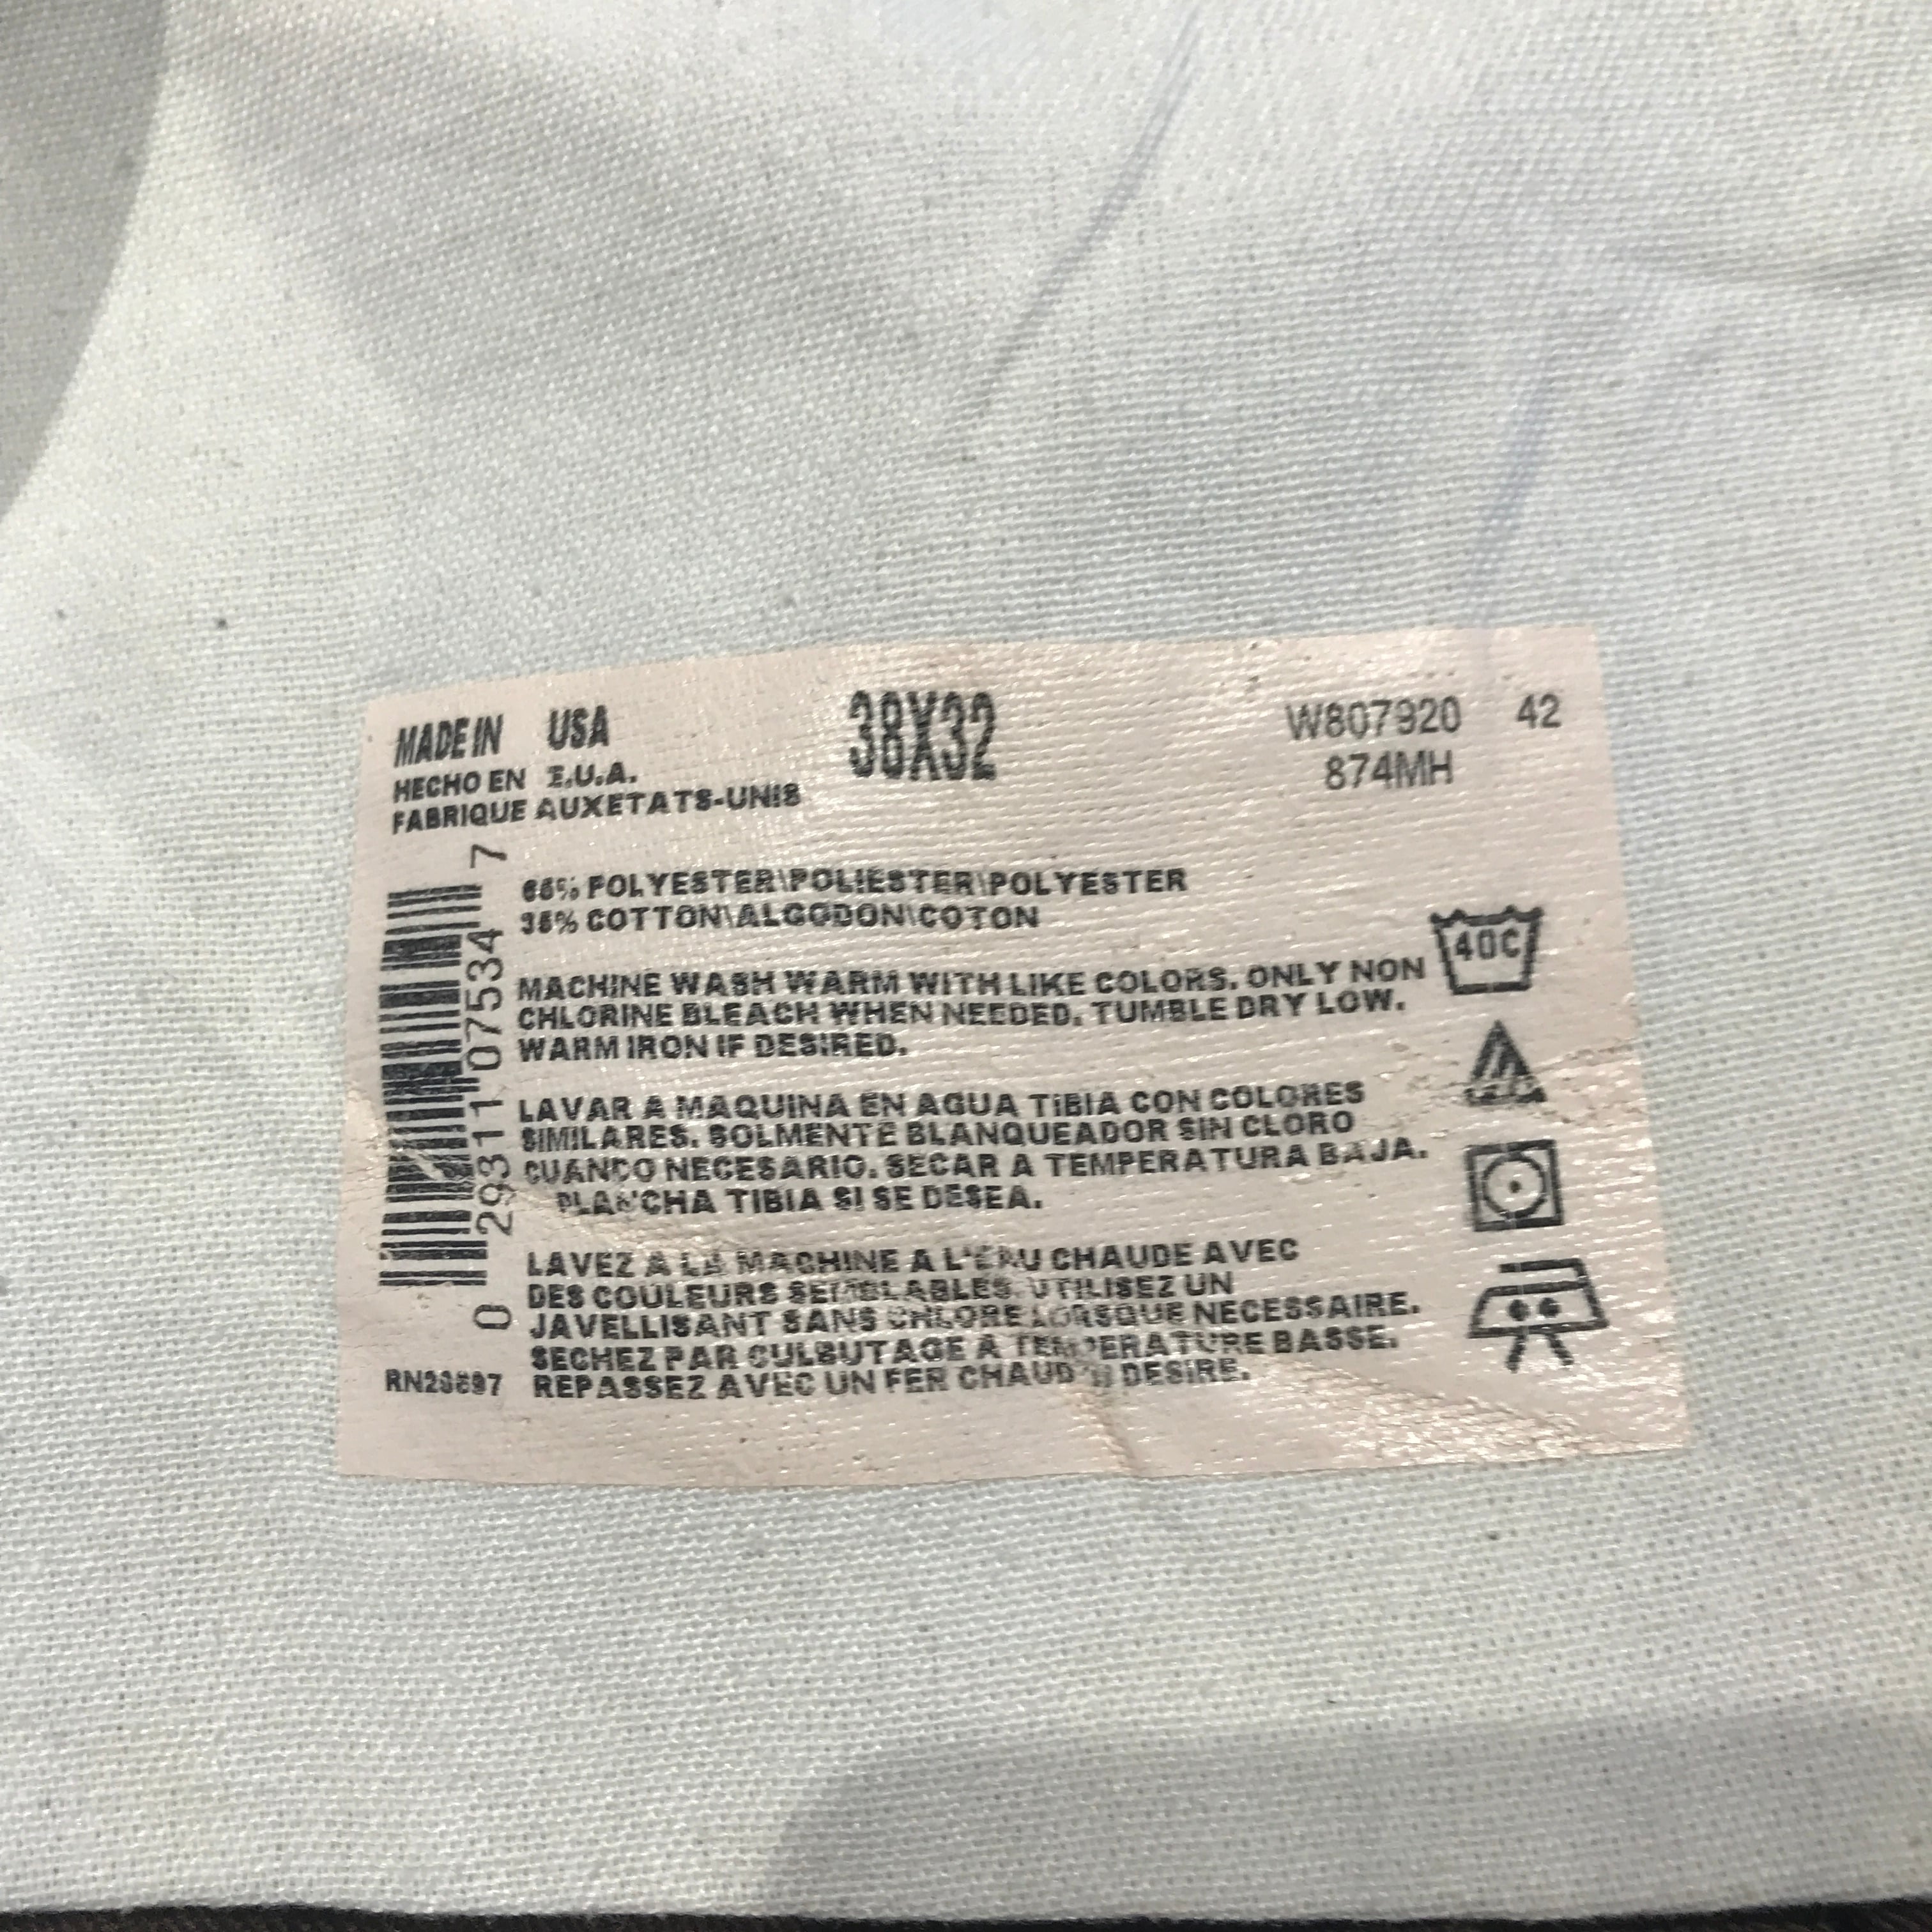 MADE IN USA
38X32
W807920 42
HECHO EN E.U.A.
874MH
FABRIQUE AUXETATS-UNIS
65% POLYESTER\POLIESTER\POLYESTER
35% COTTON\ALGODON\COTON
40C
MACHINE WASH WARM WITH LIKE COLORS. ONLY NON
CHLORINE BLEACH WHEN NEEDED. TUMBLE DRY LOW.
WARM IRON IF DESIRED.
LAVAR A MAQUINA EN AGUA TIBIA CON COLORES
SIMILARES. SOLMENTE BLANQUEADOR SIN CLORO
CUANDO NECESARIO. SECAR A TEMPERATURA BAJA.
PLANCHA TIBIA SI SE DESEA.
LAVEZ A LA MACHINE A L'EAU CHAUDE AVEC
DES COULEURS SEMBLABLES. UTILISEZ UN
JAVELLISANT SANS CHLORE LORSQUE NECESSAIRE.
SECHEZ PAR CULBUTAGE A TEMPERATURE BASSE.
REPASSEZ AVEC UN FER CHAUD DESIRE.
0 29311 07534 7